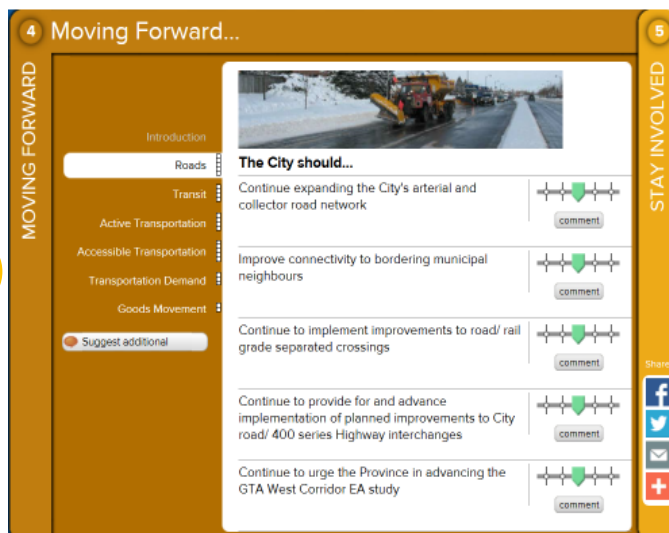 4 Moving Forward...
5
MOVING FORWARD
Introduction
Roads
Transit
Active Transportation
Accessible Transportation
Transportation Demand
Goods Movement
Suggest additional
The City should...
Continue expanding the City's arterial and
collector road network
comment
Improve connectivity to bordering municipal
neighbours
comment
Continue to implement improvements to road/ rail
grade separated crossings
comment
Continue to provide for and advance
implementation of planned improvements to City
road/ 400 series Highway interchanges
comment
Continue to urge the Province in advancing the
GTA West Corridor EA study
comment
STAY INVOLVED
Share